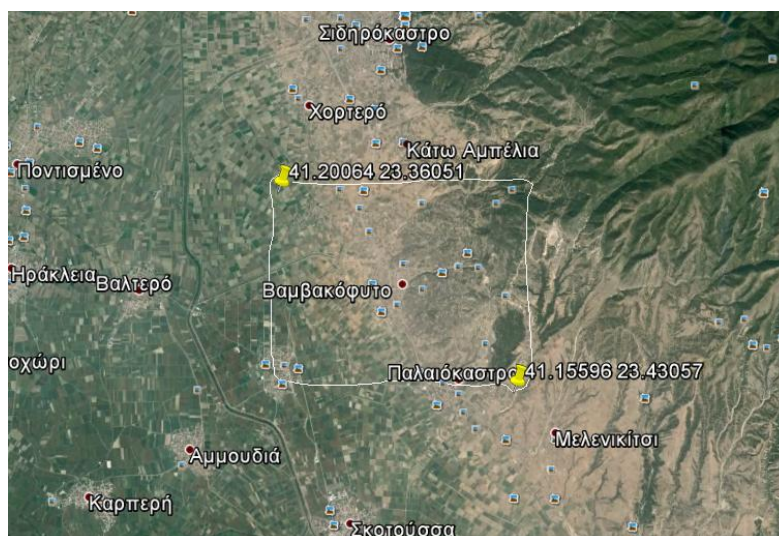 Σιδηρόκαστρο
Χορτερό
Κάτω Αμπέλια
Ποντισμένο
41.20064 23.36051
Ηράκλεια
Βαλτερό
Βαμβακόφυτο
οχώρι
Παλαιόκαστρο
41.15596 23.43057
Μελενικίτσι
Αμμουδιά
Καρπερή
Σκοτούσσα